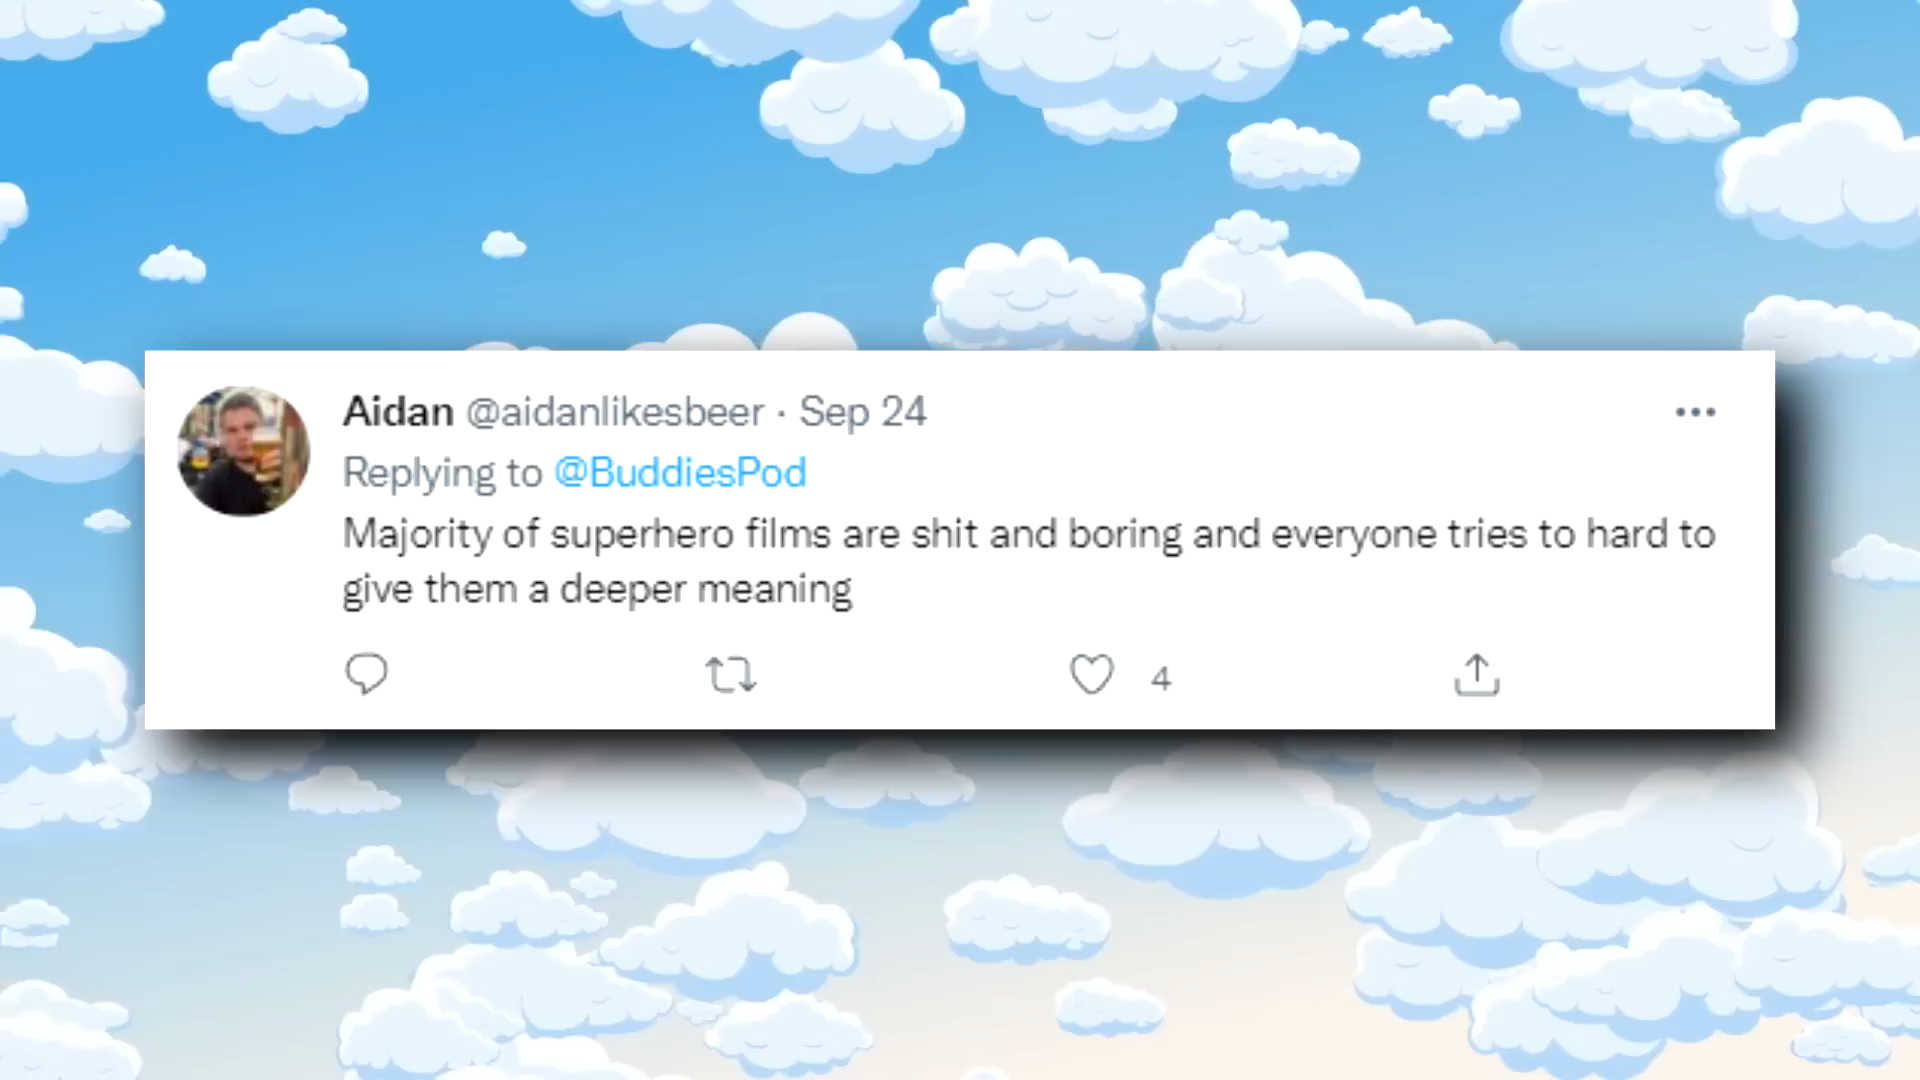 Aidan @aidanlikesbeer · Sep 24
Replying to @BuddiesPod
Majority of superhero films are shit and boring and everyone tries to hard to
give them a deeper meaning
4